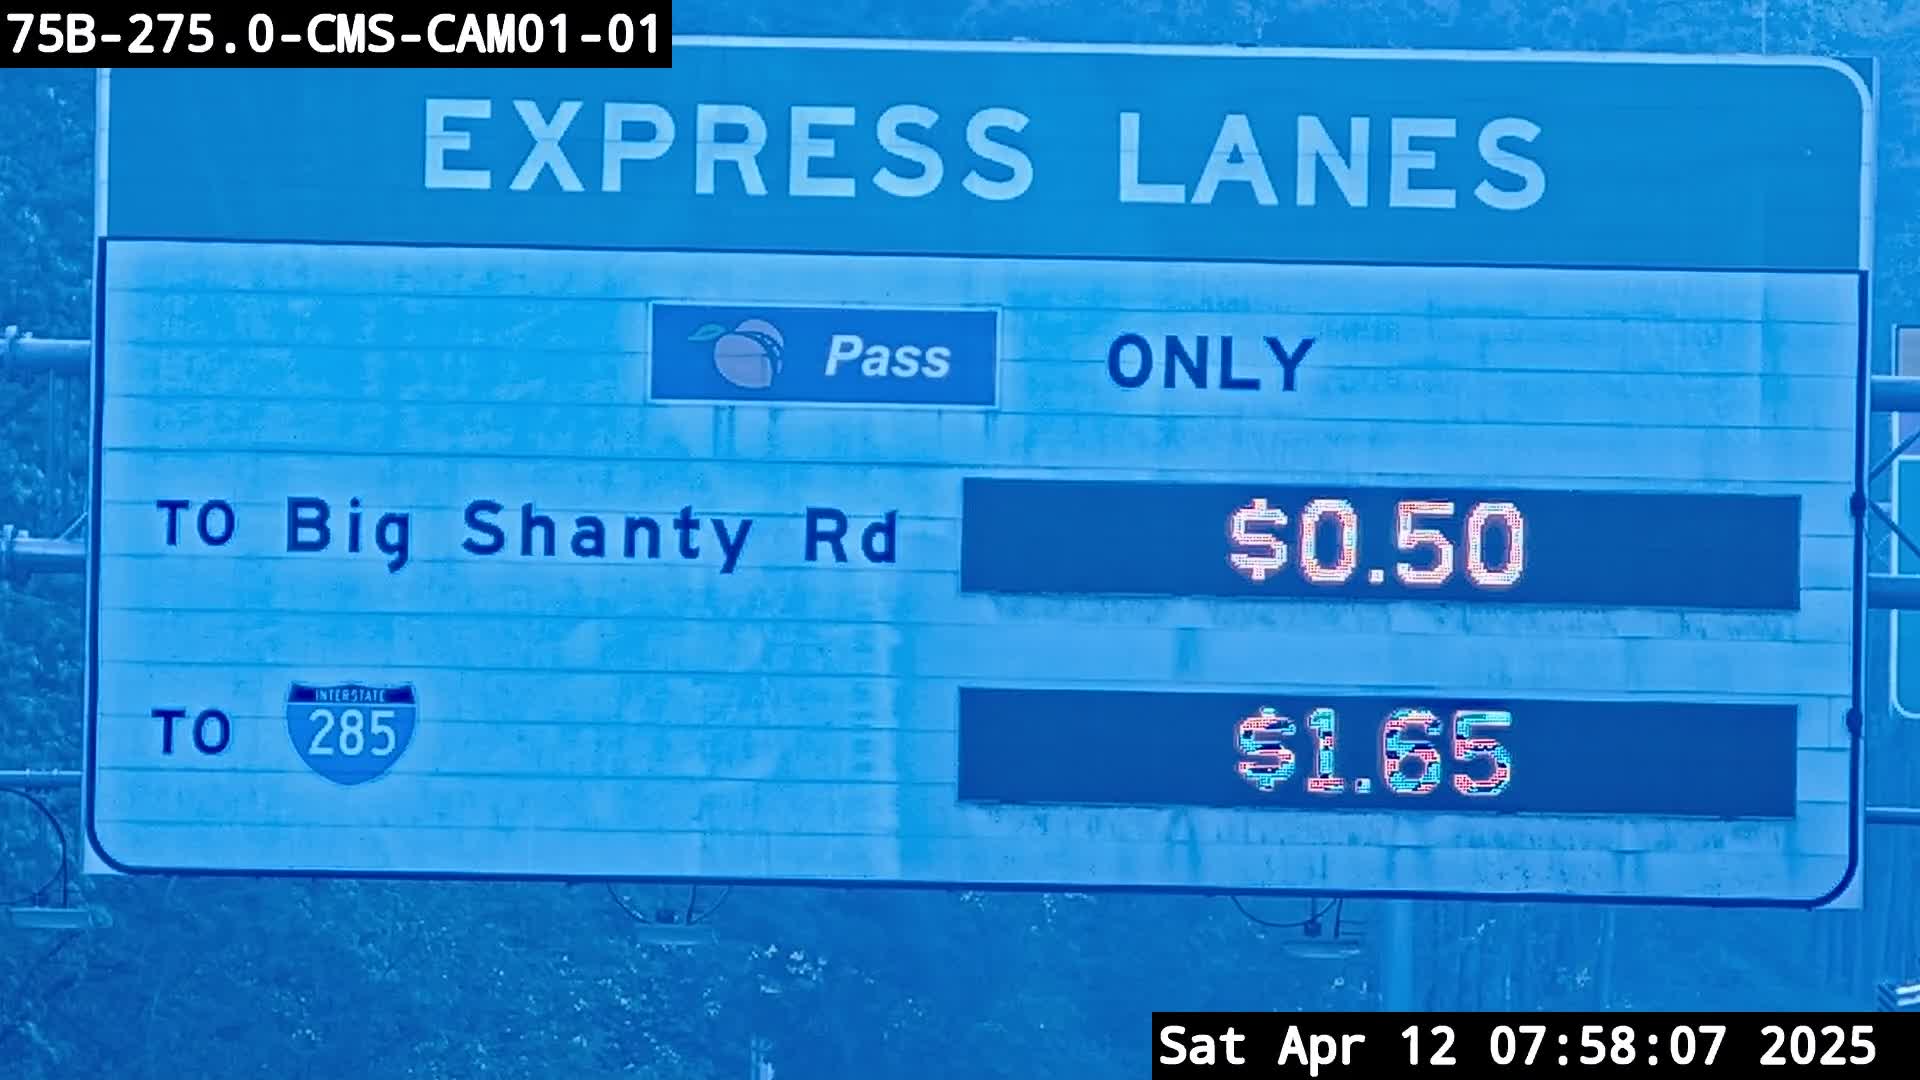 75B-275.0-CMS-CAM01-01
EXPRESS LANES
Pass ONLY
TO Big Shanty Rd $0.50
INTERSTATE
TO 285 $1.65
Sat Apr 12 07:58:07 2025